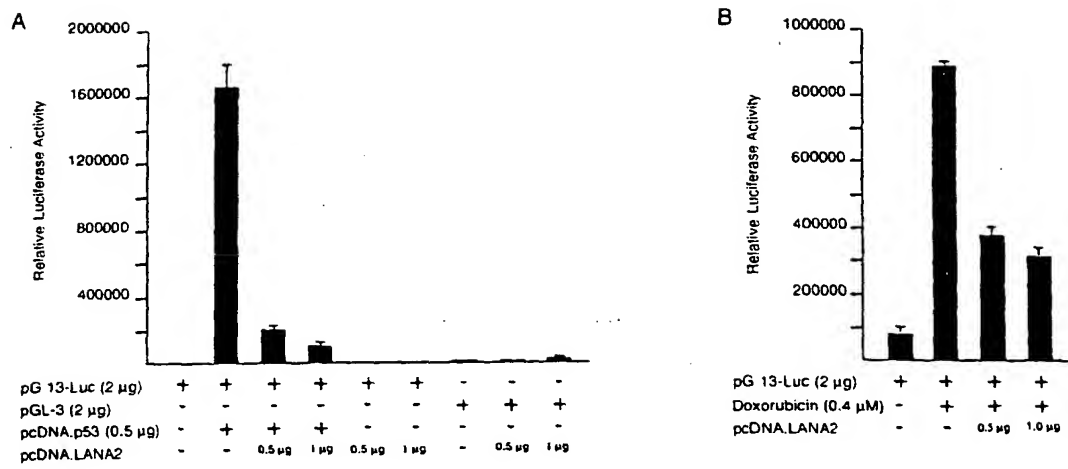 A
2000000
1600000
1200000
800000
400000
Relative Luciferase Activity
pG 13-Luc (2 µg) + + + + + + - - -
pGL-3 (2 µg) - - - - - - + + +
pcDNA.p53 (0.5 µg) - + + + - - - - -
pcDNA.LANA2 - - 0.5 µg 1 µg 0.5 µg 1 µg - 0.5 µg 1 µg
B
1000000
800000
600000
400000
200000
Relative Luciferase Activity
pG 13-Luc (2 µg) + + + +
Doxorubicin (0.4 µM) - + + +
pcDNA.LANA2 - - 0.5 µg 1.0 µg